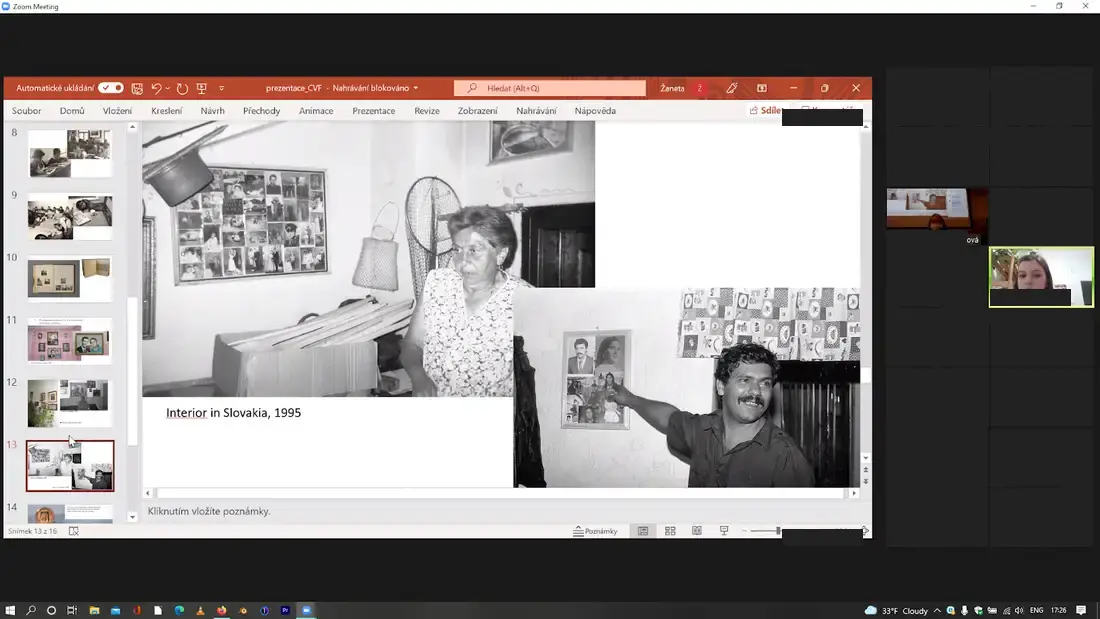 Zoom Meeting
Automatické ukládání
prezentace_CVF - Nahrávání blokováno
Hledat (Alt+Q)
Žaneta
Soubor Domů Vložení Kreslení Návrh Přechody Animace Prezentace Revize Zobrazení Nahrávání Nápověda
8
9
10
11
12
13
14
Interior in Slovakia, 1995
ová
Kliknutím vložíte poznámky.
Snímek 13 z 16
Poznámky
33°F Cloudy
ENG
17:26